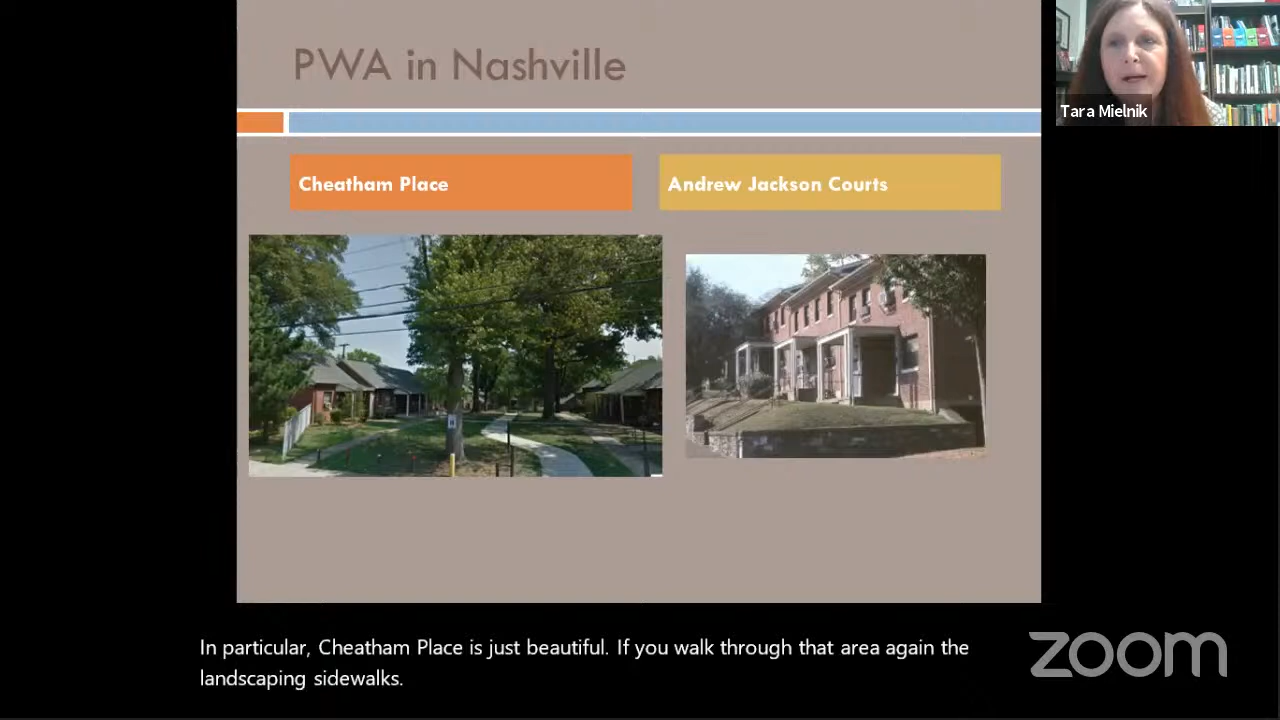 PWA in Nashville
Tara Mielnik
Cheatham Place
Andrew Jackson Courts
In particular, Cheatham Place is just beautiful. If you walk through that area again the
landscaping sidewalks.
zoom